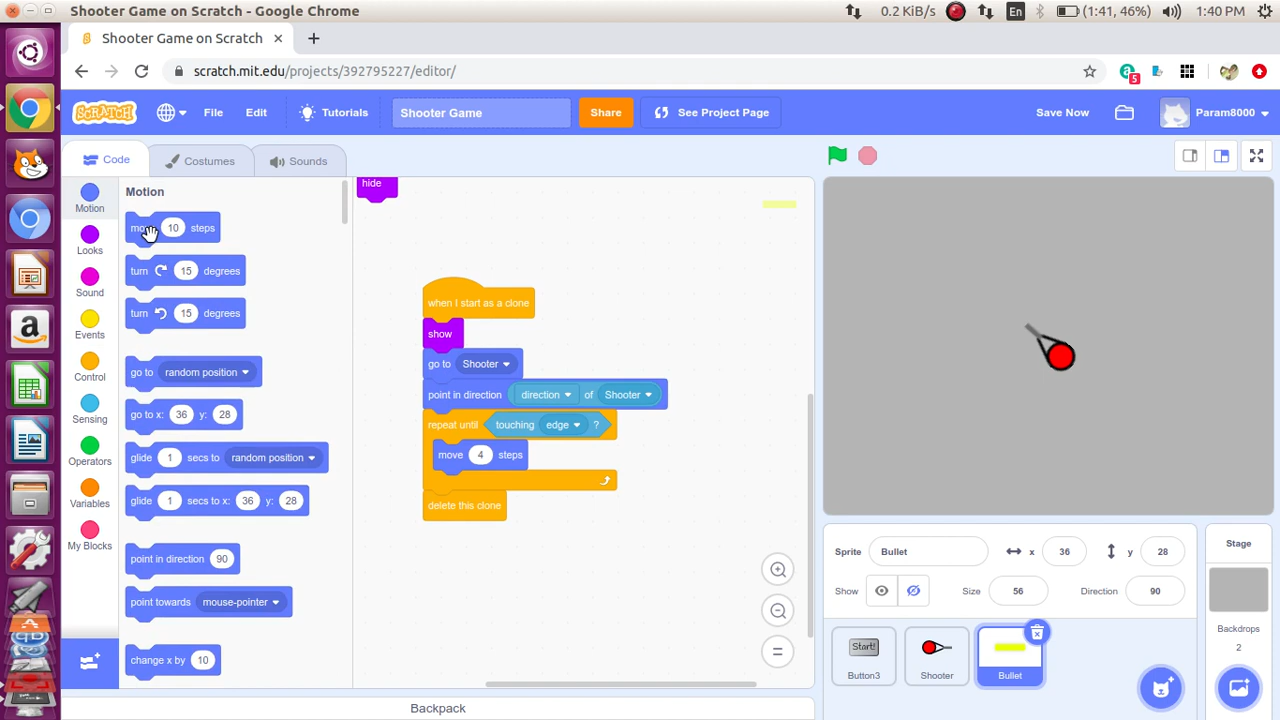 Shooter Game on Scratch - Google Chrome
0.2 KiB/s
En
(1:41, 46%)
1:40 PM
Shooter Game on Scratch
scratch.mit.edu/projects/392795227/editor/
5
SCRATCH
File
Edit
Tutorials
Shooter Game
Share
See Project Page
Save Now
Param8000
Code
Costumes
Sounds
Motion
Looks
Sound
Events
Control
Sensing
Operators
Variables
My Blocks
Motion
move 10 steps
turn 15 degrees
turn 15 degrees
go to random position
go to x: 36 y: 28
glide 1 secs to random position
glide 1 secs to x: 36 y: 28
point in direction 90
point towards mouse-pointer
change x by 10
hide
when I start as a clone
show
go to Shooter
point in direction direction of Shooter
repeat until touching edge ?
move 4 steps
delete this clone
Sprite Bullet x 36 y 28
Show Size 56 Direction 90
Start!
Button3
Shooter
Bullet
Stage
Backdrops
2
Backpack